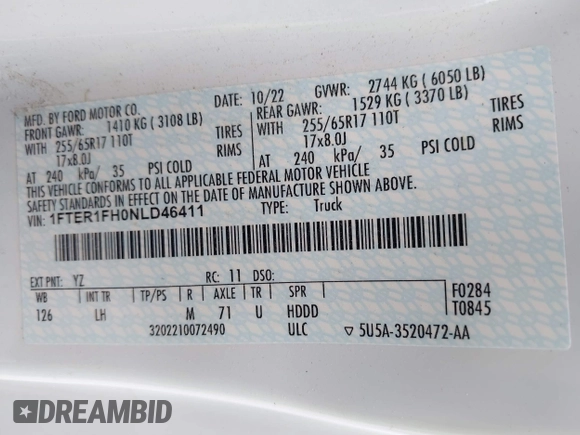 MFD. BY FORD MOTOR CO. DATE: 10/22 GVWR: 2744 KG ( 6050 LB)
FRONT GAWR: 1410 KG ( 3108 LB) REAR GAWR: 1529 KG ( 3370 LB)
WITH 255/65R17 110T TIRES WITH 255/65R17 110T TIRES
17x8.0J RIMS 17x8.0J RIMS
AT 240 kPa/ 35 PSI COLD AT 240 kPa/ 35 PSI COLD
THIS VEHICLE CONFORMS TO ALL APPLICABLE FEDERAL MOTOR VEHICLE
SAFETY STANDARDS IN EFFECT ON THE DATE OF MANUFACTURE SHOWN ABOVE.
VIN: 1FTER1FH0NLD46411 TYPE: Truck
EXT PNT: YZ RC: 11 DSO:
WB INT TR TP/PS R AXLE TR SPR F0284
126 LH M 71 U HDDD T0845
3202210072490 ULC ▽ 5U5A-3520472-AA
DREAMBID